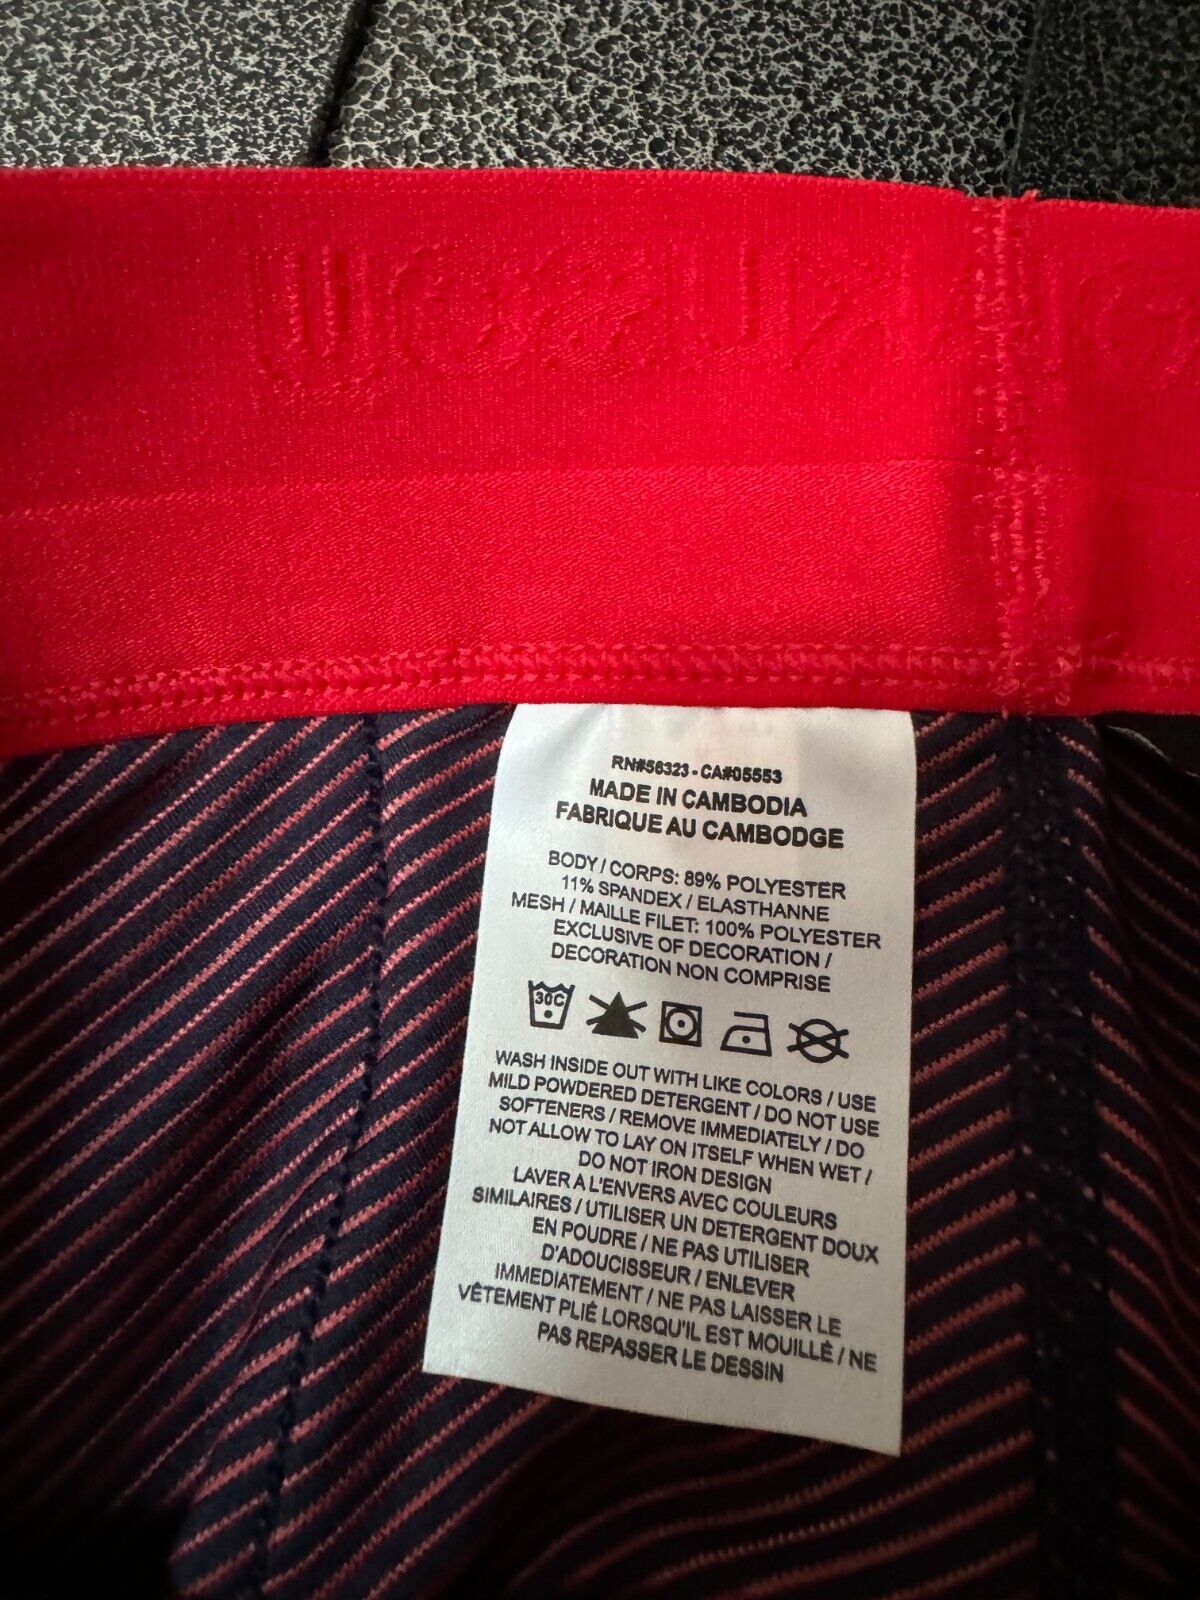 RN#56323 - CA#05553
MADE IN CAMBODIA
FABRIQUE AU CAMBODGE
BODY / CORPS: 89% POLYESTER
11% SPANDEX / ELASTHANNE
MESH / MAILLE FILET: 100% POLYESTER
EXCLUSIVE OF DECORATION /
DECORATION NON COMPRISE
30C
WASH INSIDE OUT WITH LIKE COLORS / USE
MILD POWDERED DETERGENT / DO NOT USE
SOFTENERS / REMOVE IMMEDIATELY / DO
NOT ALLOW TO LAY ON ITSELF WHEN WET /
DO NOT IRON DESIGN
LAVER A L'ENVERS AVEC COULEURS
SIMILAIRES / UTILISER UN DETERGENT DOUX
EN POUDRE / NE PAS UTILISER
D'ADOUCISSEUR / ENLEVER
IMMEDIATEMENT / NE PAS LAISSER LE
VÊTEMENT PLIÉ LORSQU'IL EST MOUILLÉ / NE
PAS REPASSER LE DESSIN